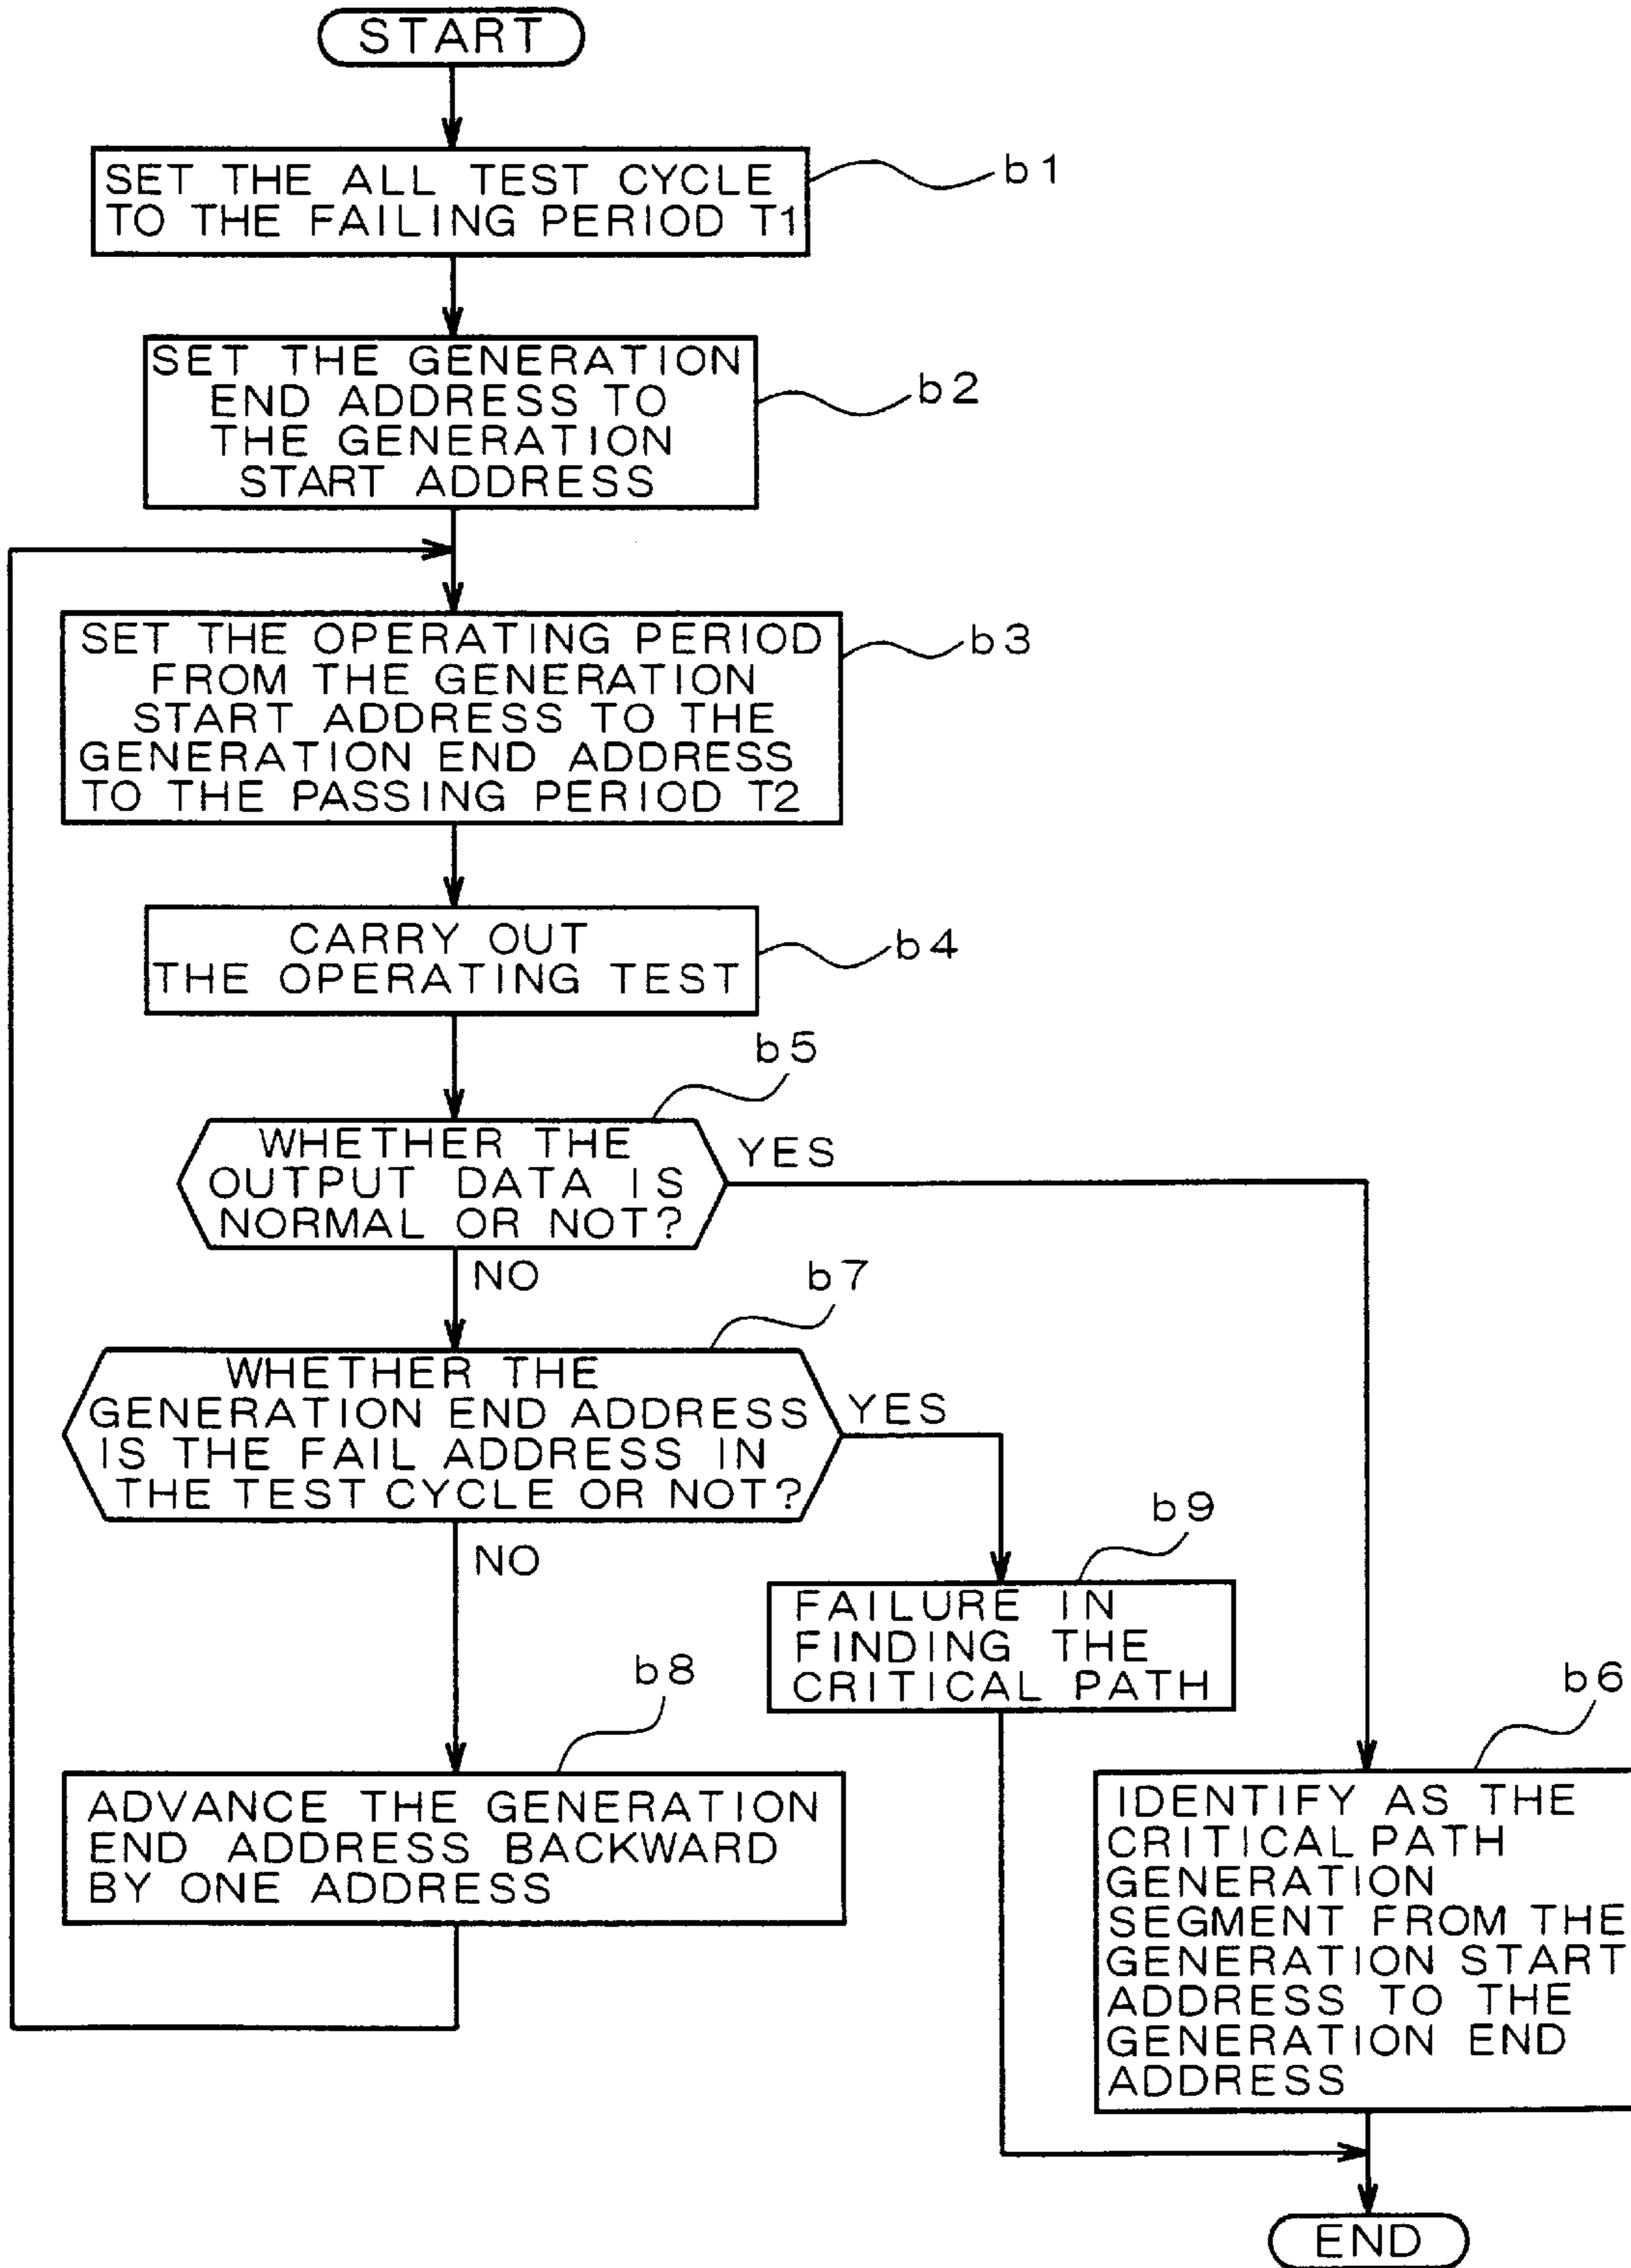 START
SET THE ALL TEST CYCLE
TO THE FAILING PERIOD T1
b1
SET THE GENERATION
END ADDRESS TO
THE GENERATION
START ADDRESS
b2
SET THE OPERATING PERIOD
FROM THE GENERATION
START ADDRESS TO THE
GENERATION END ADDRESS
TO THE PASSING PERIOD T2
b3
CARRY OUT
THE OPERATING TEST
b4
b5
WHETHER THE
OUTPUT DATA IS
NORMAL OR NOT?
YES
NO
b7
WHETHER THE
GENERATION END ADDRESS
IS THE FAIL ADDRESS IN
THE TEST CYCLE OR NOT?
YES
NO
b9
FAILURE IN
FINDING THE
CRITICAL PATH
b8
ADVANCE THE GENERATION
END ADDRESS BACKWARD
BY ONE ADDRESS
b6
IDENTIFY AS THE
CRITICAL PATH
GENERATION
SEGMENT FROM THE
GENERATION START
ADDRESS TO THE
GENERATION END
ADDRESS
END